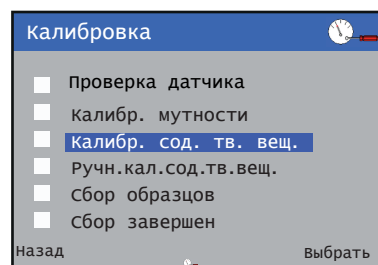 Калибровка
Проверка датчика
Калибр. мутности
Калибр. сод. тв. вещ.
Ручн.кал.сод.тв.вещ.
Сбор образцов
Сбор завершен
Назад Выбрать